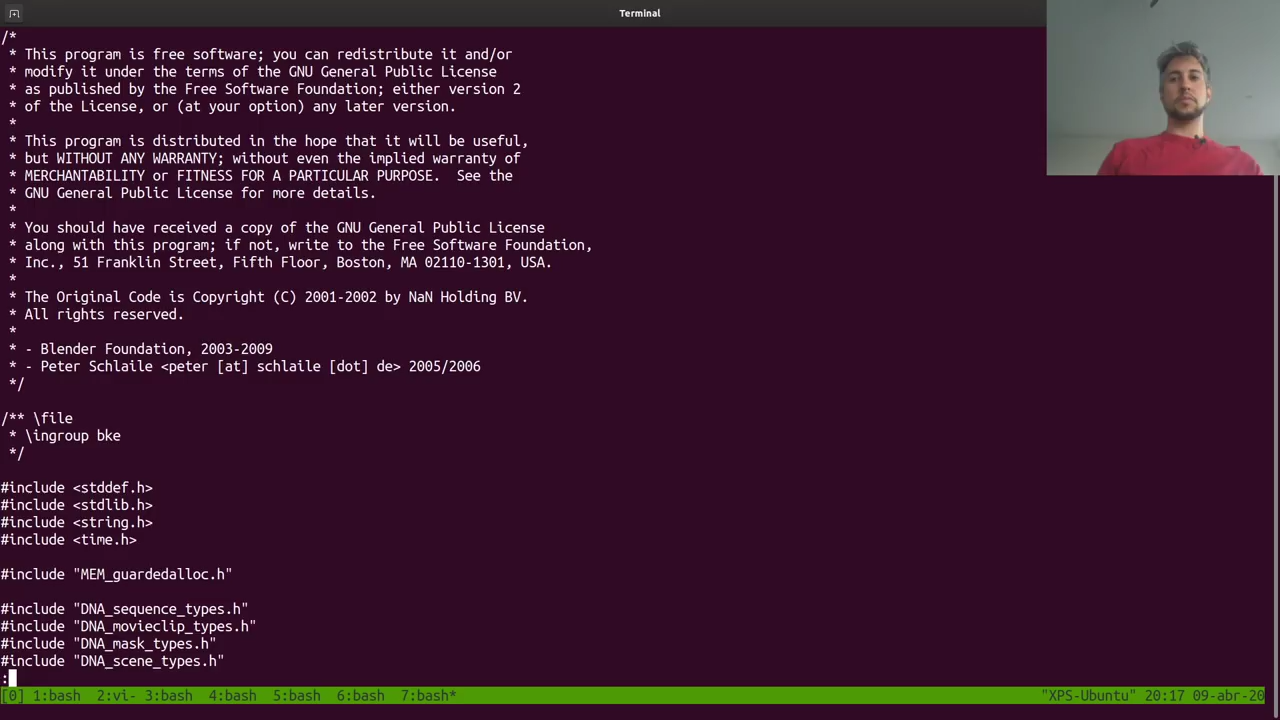 Terminal
/*
 * This program is free software; you can redistribute it and/or
 * modify it under the terms of the GNU General Public License
 * as published by the Free Software Foundation; either version 2
 * of the License, or (at your option) any later version.
 *
 * This program is distributed in the hope that it will be useful,
 * but WITHOUT ANY WARRANTY; without even the implied warranty of
 * MERCHANTABILITY or FITNESS FOR A PARTICULAR PURPOSE.  See the
 * GNU General Public License for more details.
 *
 * You should have received a copy of the GNU General Public License
 * along with this program; if not, write to the Free Software Foundation,
 * Inc., 51 Franklin Street, Fifth Floor, Boston, MA 02110-1301, USA.
 *
 * The Original Code is Copyright (C) 2001-2002 by NaN Holding BV.
 * All rights reserved.
 *
 * - Blender Foundation, 2003-2009
 * - Peter Schlaile <peter [at] schlaile [dot] de> 2005/2006
 */
/** \file
 * \ingroup bke
 */
#include <stddef.h>
#include <stdlib.h>
#include <string.h>
#include <time.h>
#include "MEM_guardedalloc.h"
#include "DNA_sequence_types.h"
#include "DNA_movieclip_types.h"
#include "DNA_mask_types.h"
#include "DNA_scene_types.h"
:
[0] 1:bash  2:vi- 3:bash  4:bash  5:bash  6:bash  7:bash* "XPS-Ubuntu" 20:17 09-abr-20